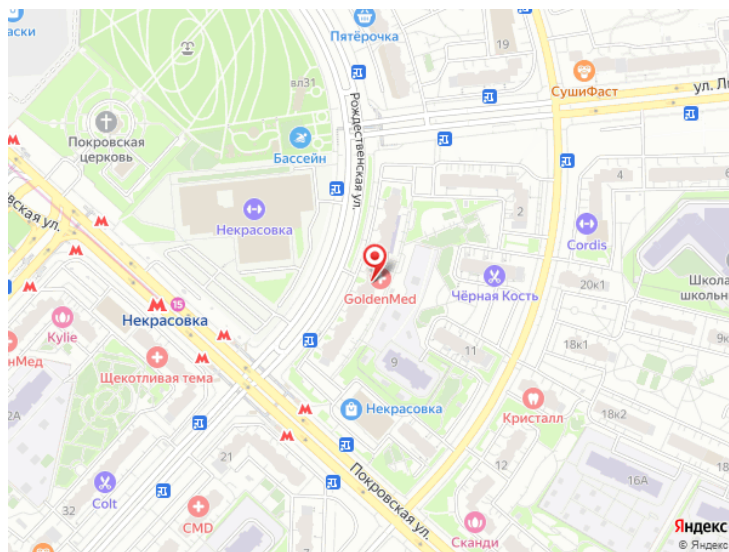 аски
Пятёрочка
19
СушиФаст
ул. Ли
вл31
Рождественская ул.
Покровская
церковь
Бассейн
вская ул.
Некрасовка
2
4
Cordis
GoldenMed
Чёрная Кость
20к1
Школа
школьн
15
Некрасовка
Kylie
нМед
Щекотливая тема
18к1
9к
11
9
Некрасовка
Кристалл
18к2
2А
21
12
16А
Покровская ул.
Colt
32
CMD
Сканди
Яндекс
© Яндекс